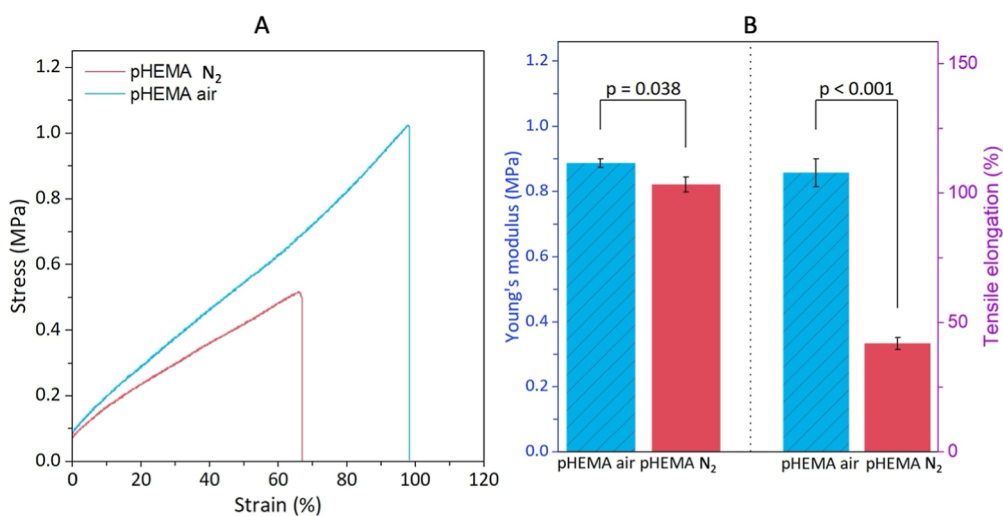 A
B
pHEMA N₂
pHEMA air
1.2
1.0
0.8
0.6
0.4
0.2
0.0
Stress (MPa)
0
20
40
60
80
100
120
Strain (%)
1.2
1.0
0.8
0.6
0.4
0.2
0.0
Young's modulus (MPa)
p = 0.038
p < 0.001
150
100
50
0
Tensile elongation (%)
pHEMA air pHEMA N₂
pHEMA air pHEMA N₂